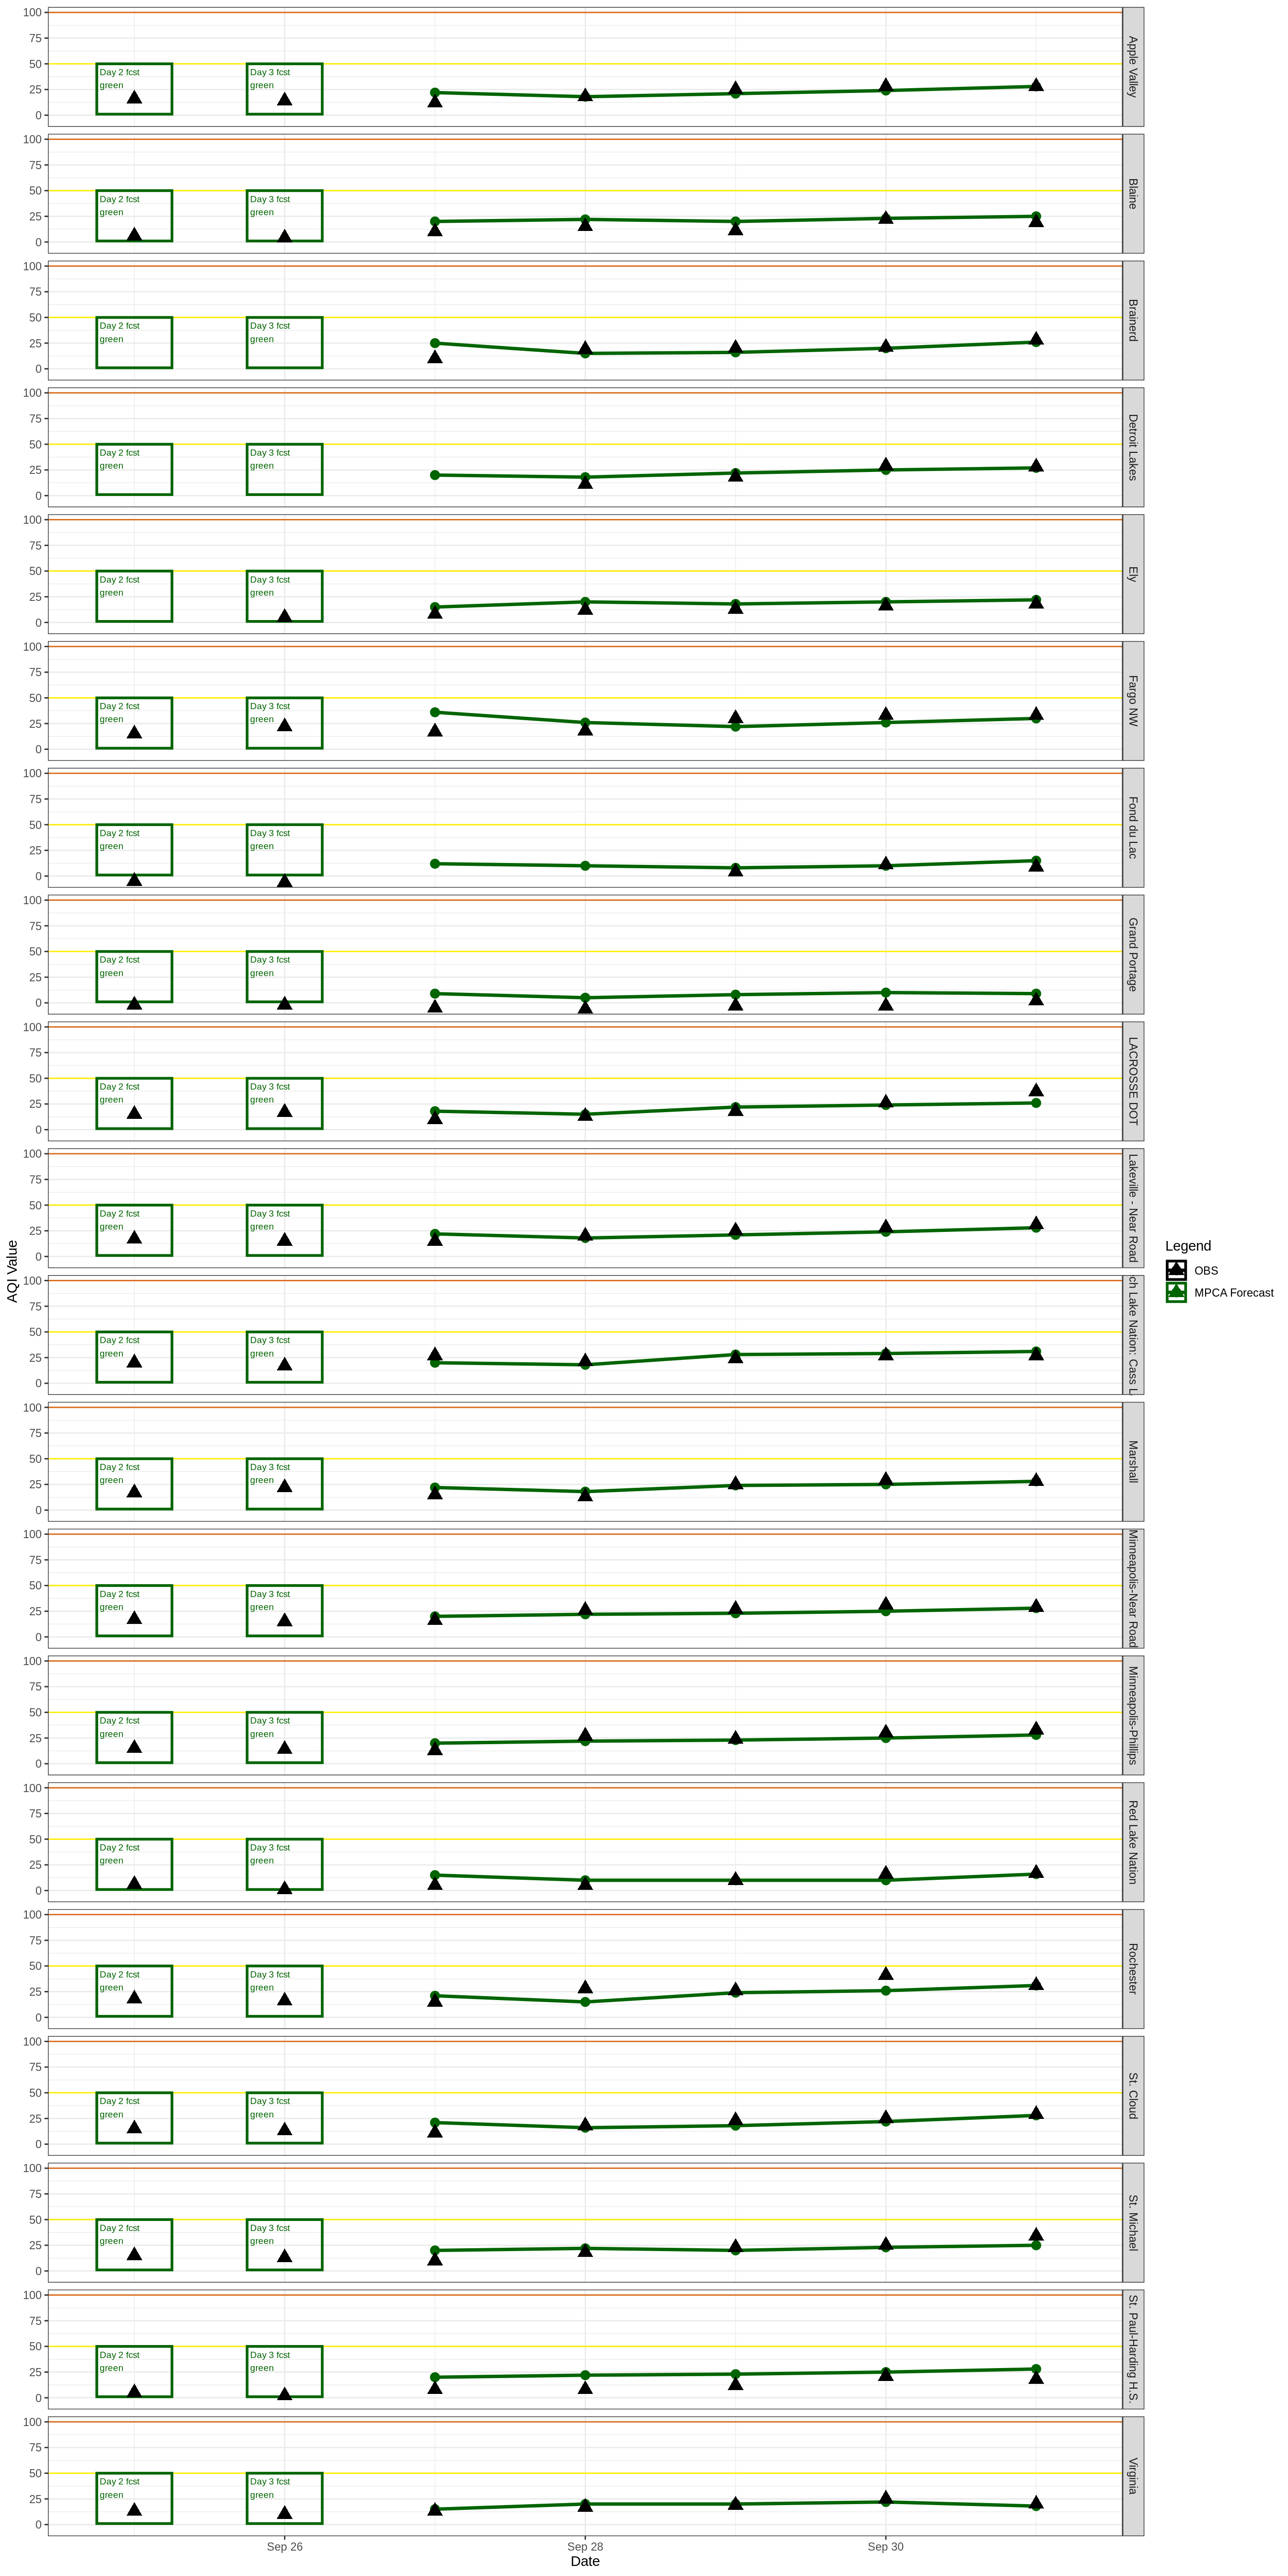 100
75
50
25
0
Day 2 fcst
green
Day 3 fcst
green
Apple Valley
100
75
50
25
0
Day 2 fcst
green
Day 3 fcst
green
Blaine
100
75
50
25
0
Day 2 fcst
green
Day 3 fcst
green
Brainerd
100
75
50
25
0
Day 2 fcst
green
Day 3 fcst
green
Detroit Lakes
100
75
50
25
0
Day 2 fcst
green
Day 3 fcst
green
Ely
100
75
50
25
0
Day 2 fcst
green
Day 3 fcst
green
Fargo NW
100
75
50
25
0
Day 2 fcst
green
Day 3 fcst
green
Fond du Lac
100
75
50
25
0
Day 2 fcst
green
Day 3 fcst
green
Grand Portage
100
75
50
25
0
Day 2 fcst
green
Day 3 fcst
green
LACROSSE DOT
100
75
50
25
0
Day 2 fcst
green
Day 3 fcst
green
Lakeville - Near Road
AQI Value
Legend
OBS
MPCA Forecast
100
75
50
25
0
Day 2 fcst
green
Day 3 fcst
green
ch Lake Nation: Cass L
100
75
50
25
0
Day 2 fcst
green
Day 3 fcst
green
Marshall
100
75
50
25
0
Day 2 fcst
green
Day 3 fcst
green
Minneapolis-Near Road
100
75
50
25
0
Day 2 fcst
green
Day 3 fcst
green
Minneapolis-Phillips
100
75
50
25
0
Day 2 fcst
green
Day 3 fcst
green
Red Lake Nation
100
75
50
25
0
Day 2 fcst
green
Day 3 fcst
green
Rochester
100
75
50
25
0
Day 2 fcst
green
Day 3 fcst
green
St. Cloud
100
75
50
25
0
Day 2 fcst
green
Day 3 fcst
green
St. Michael
100
75
50
25
0
Day 2 fcst
green
Day 3 fcst
green
St. Paul-Harding H.S.
100
75
50
25
0
Day 2 fcst
green
Day 3 fcst
green
Virginia
Sep 26
Sep 28
Sep 30
Date